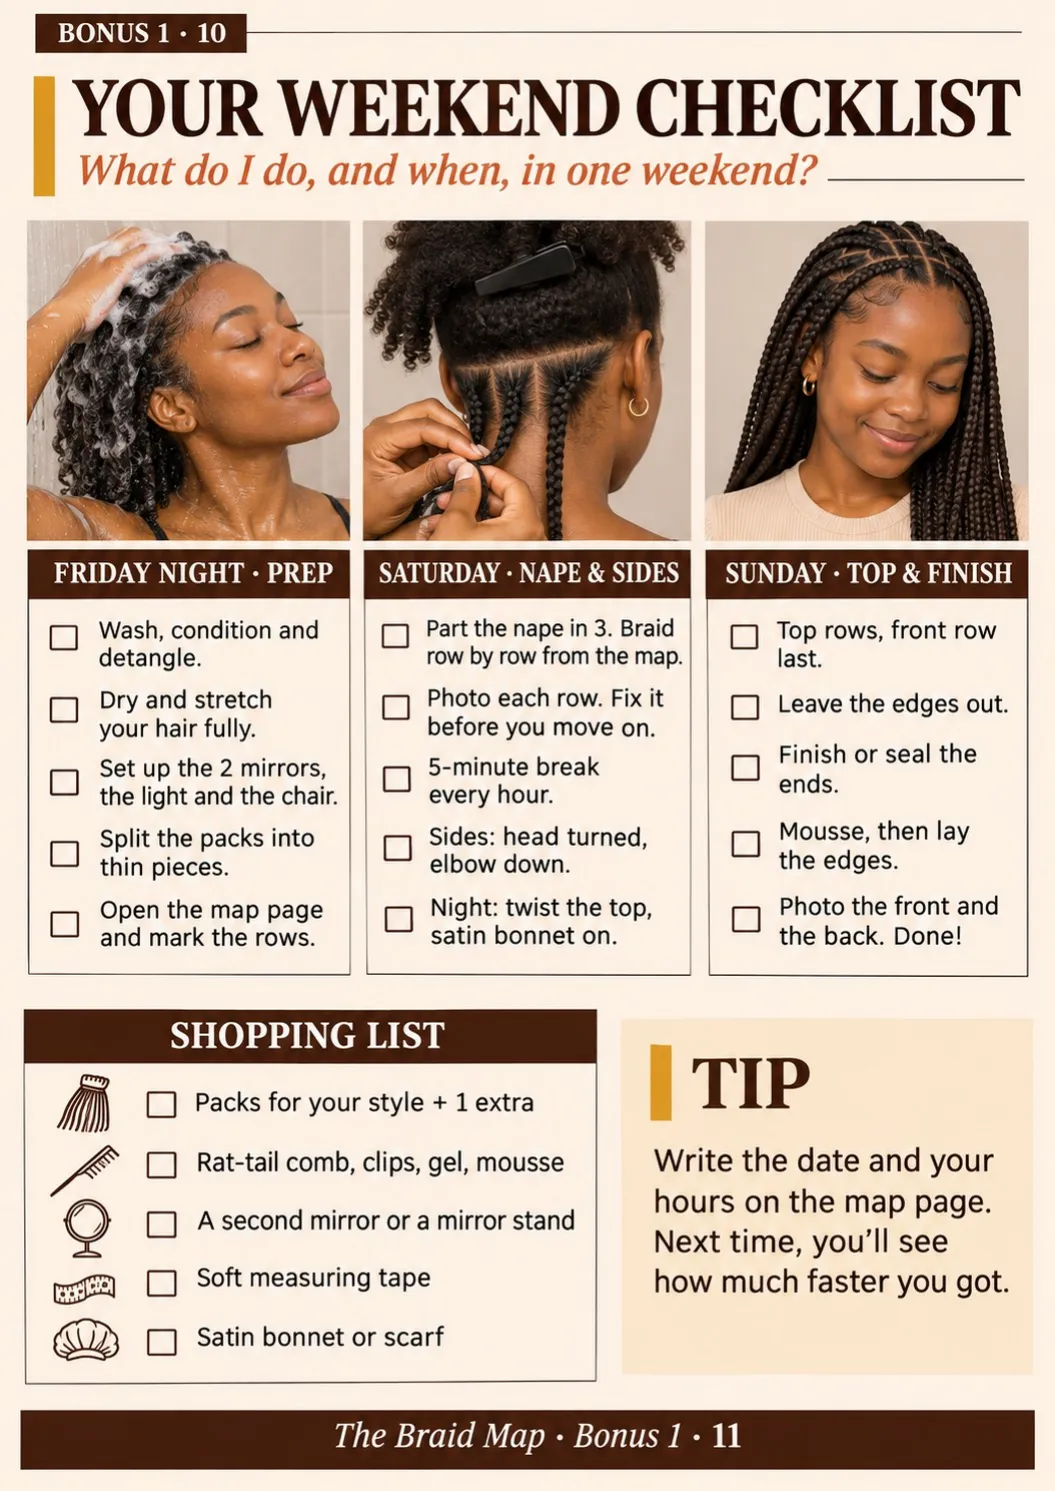 BONUS 1 · 10
YOUR WEEKEND CHECKLIST
What do I do, and when, in one weekend?
FRIDAY NIGHT · PREP
Wash, condition and
detangle.
Dry and stretch
your hair fully.
Set up the 2 mirrors,
the light and the chair.
Split the packs into
thin pieces.
Open the map page
and mark the rows.
SATURDAY · NAPE & SIDES
Part the nape in 3. Braid
row by row from the map.
Photo each row. Fix it
before you move on.
5-minute break
every hour.
Sides: head turned,
elbow down.
Night: twist the top,
satin bonnet on.
SUNDAY · TOP & FINISH
Top rows, front row
last.
Leave the edges out.
Finish or seal the
ends.
Mousse, then lay
the edges.
Photo the front and
the back. Done!
SHOPPING LIST
Packs for your style + 1 extra
Rat-tail comb, clips, gel, mousse
A second mirror or a mirror stand
Soft measuring tape
Satin bonnet or scarf
TIP
Write the date and your
hours on the map page.
Next time, you’ll see
how much faster you got.
The Braid Map · Bonus 1 · 11